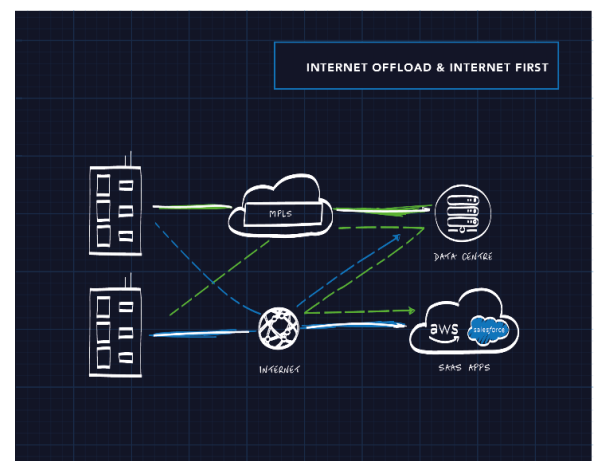 INTERNET OFFLOAD & INTERNET FIRST
MPLS
DATA CENTRE
INTERNET
aws
salesforce
SAAS APPS